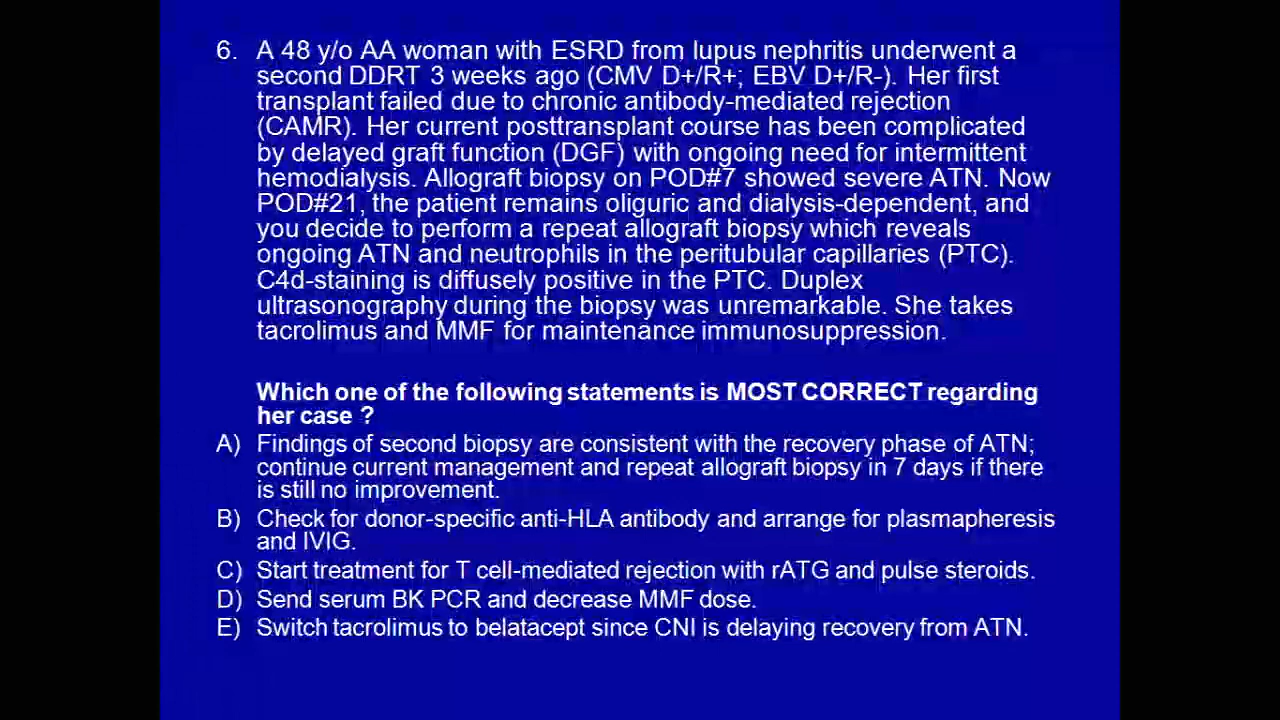 6. A 48 y/o AA woman with ESRD from lupus nephritis underwent a
second DDRT 3 weeks ago (CMV D+/R+; EBV D+/R-). Her first
transplant failed due to chronic antibody-mediated rejection
(CAMR). Her current posttransplant course has been complicated
by delayed graft function (DGF) with ongoing need for intermittent
hemodialysis. Allograft biopsy on POD#7 showed severe ATN. Now
POD#21, the patient remains oliguric and dialysis-dependent, and
you decide to perform a repeat allograft biopsy which reveals
ongoing ATN and neutrophils in the peritubular capillaries (PTC).
C4d-staining is diffusely positive in the PTC. Duplex
ultrasonography during the biopsy was unremarkable. She takes
tacrolimus and MMF for maintenance immunosuppression.
Which one of the following statements is MOST CORRECT regarding
her case ?
A) Findings of second biopsy are consistent with the recovery phase of ATN;
continue current management and repeat allograft biopsy in 7 days if there
is still no improvement.
B) Check for donor-specific anti-HLA antibody and arrange for plasmapheresis
and IVIG.
C) Start treatment for T cell-mediated rejection with rATG and pulse steroids.
D) Send serum BK PCR and decrease MMF dose.
E) Switch tacrolimus to belatacept since CNI is delaying recovery from ATN.